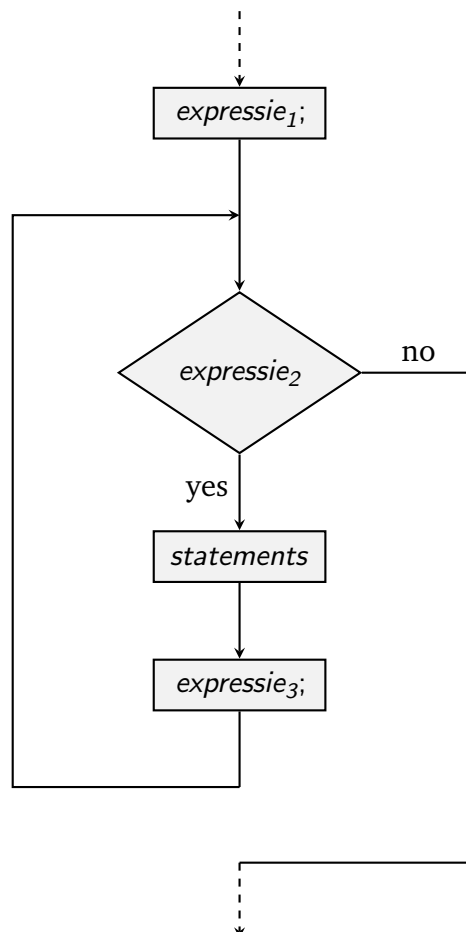 expressie₁;
expressie₂
no
yes
statements
expressie₃;